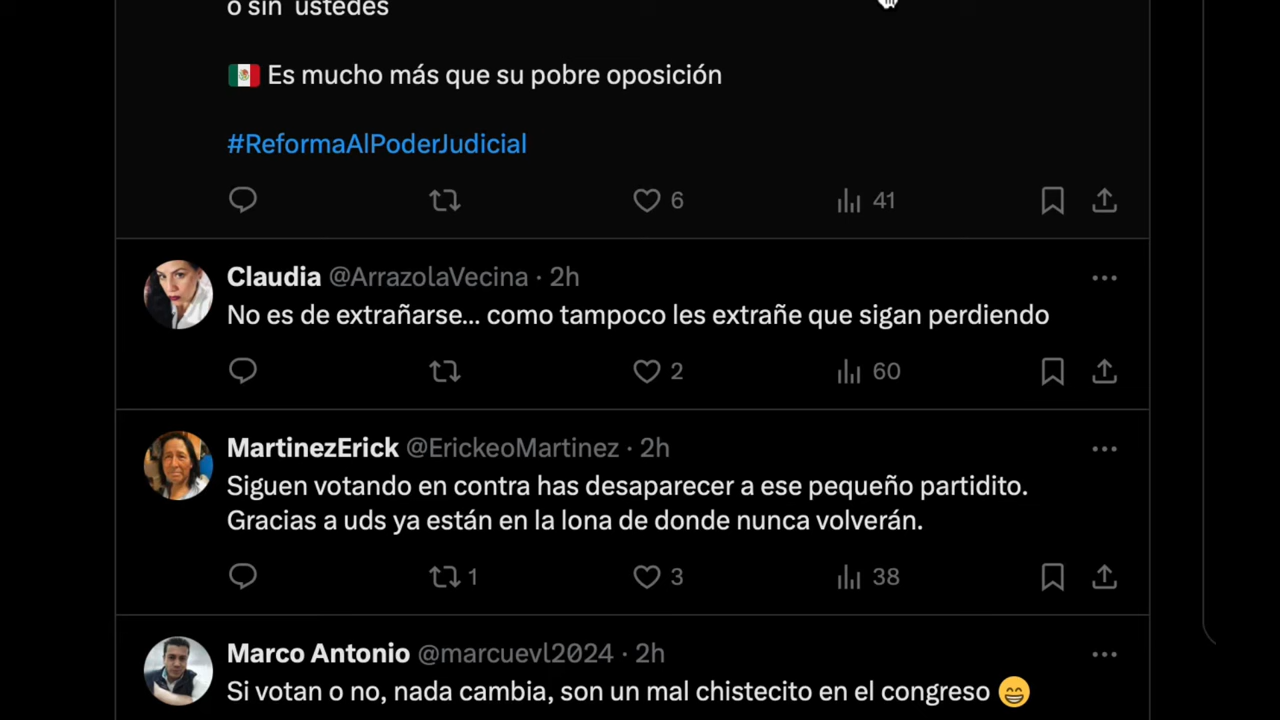 o sin ustedes
🇲🇽 Es mucho más que su pobre oposición
#ReformaAlPoderJudicial
6 41
Claudia @ArrazolaVecina · 2h
No es de extrañarse... como tampoco les extrañe que sigan perdiendo
2 60
MartinezErick @ErickeoMartinez · 2h
Siguen votando en contra has desaparecer a ese pequeño partidito.
Gracias a uds ya están en la lona de donde nunca volverán.
1 3 38
Marco Antonio @marcuevl2024 · 2h
Si votan o no, nada cambia, son un mal chistecito en el congreso 😁